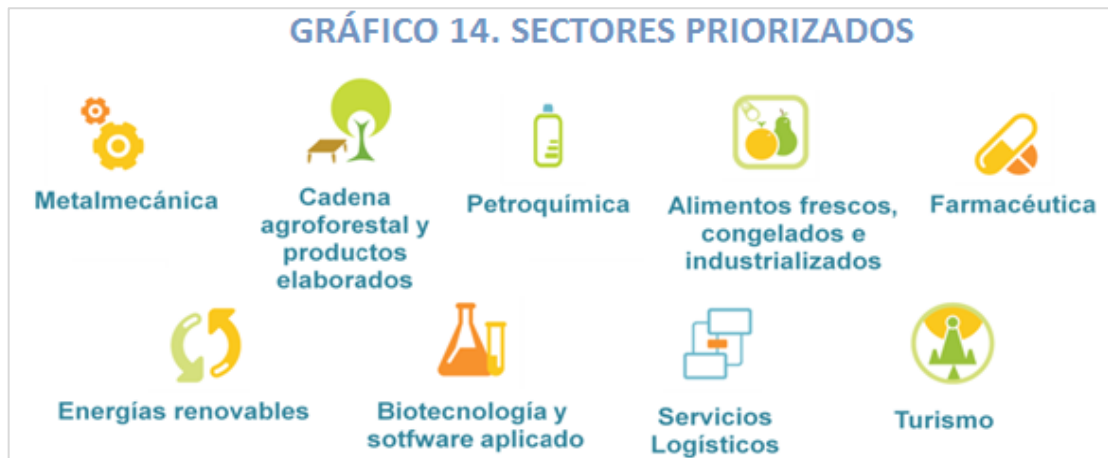 GRÁFICO 14. SECTORES PRIORIZADOS
Metalmecánica
Cadena
agroforestal y
productos
elaborados
Petroquímica
Alimentos frescos,
congelados e
industrializados
Farmacéutica
Energías renovables
Biotecnología y
sotfware aplicado
Servicios
Logísticos
Turismo